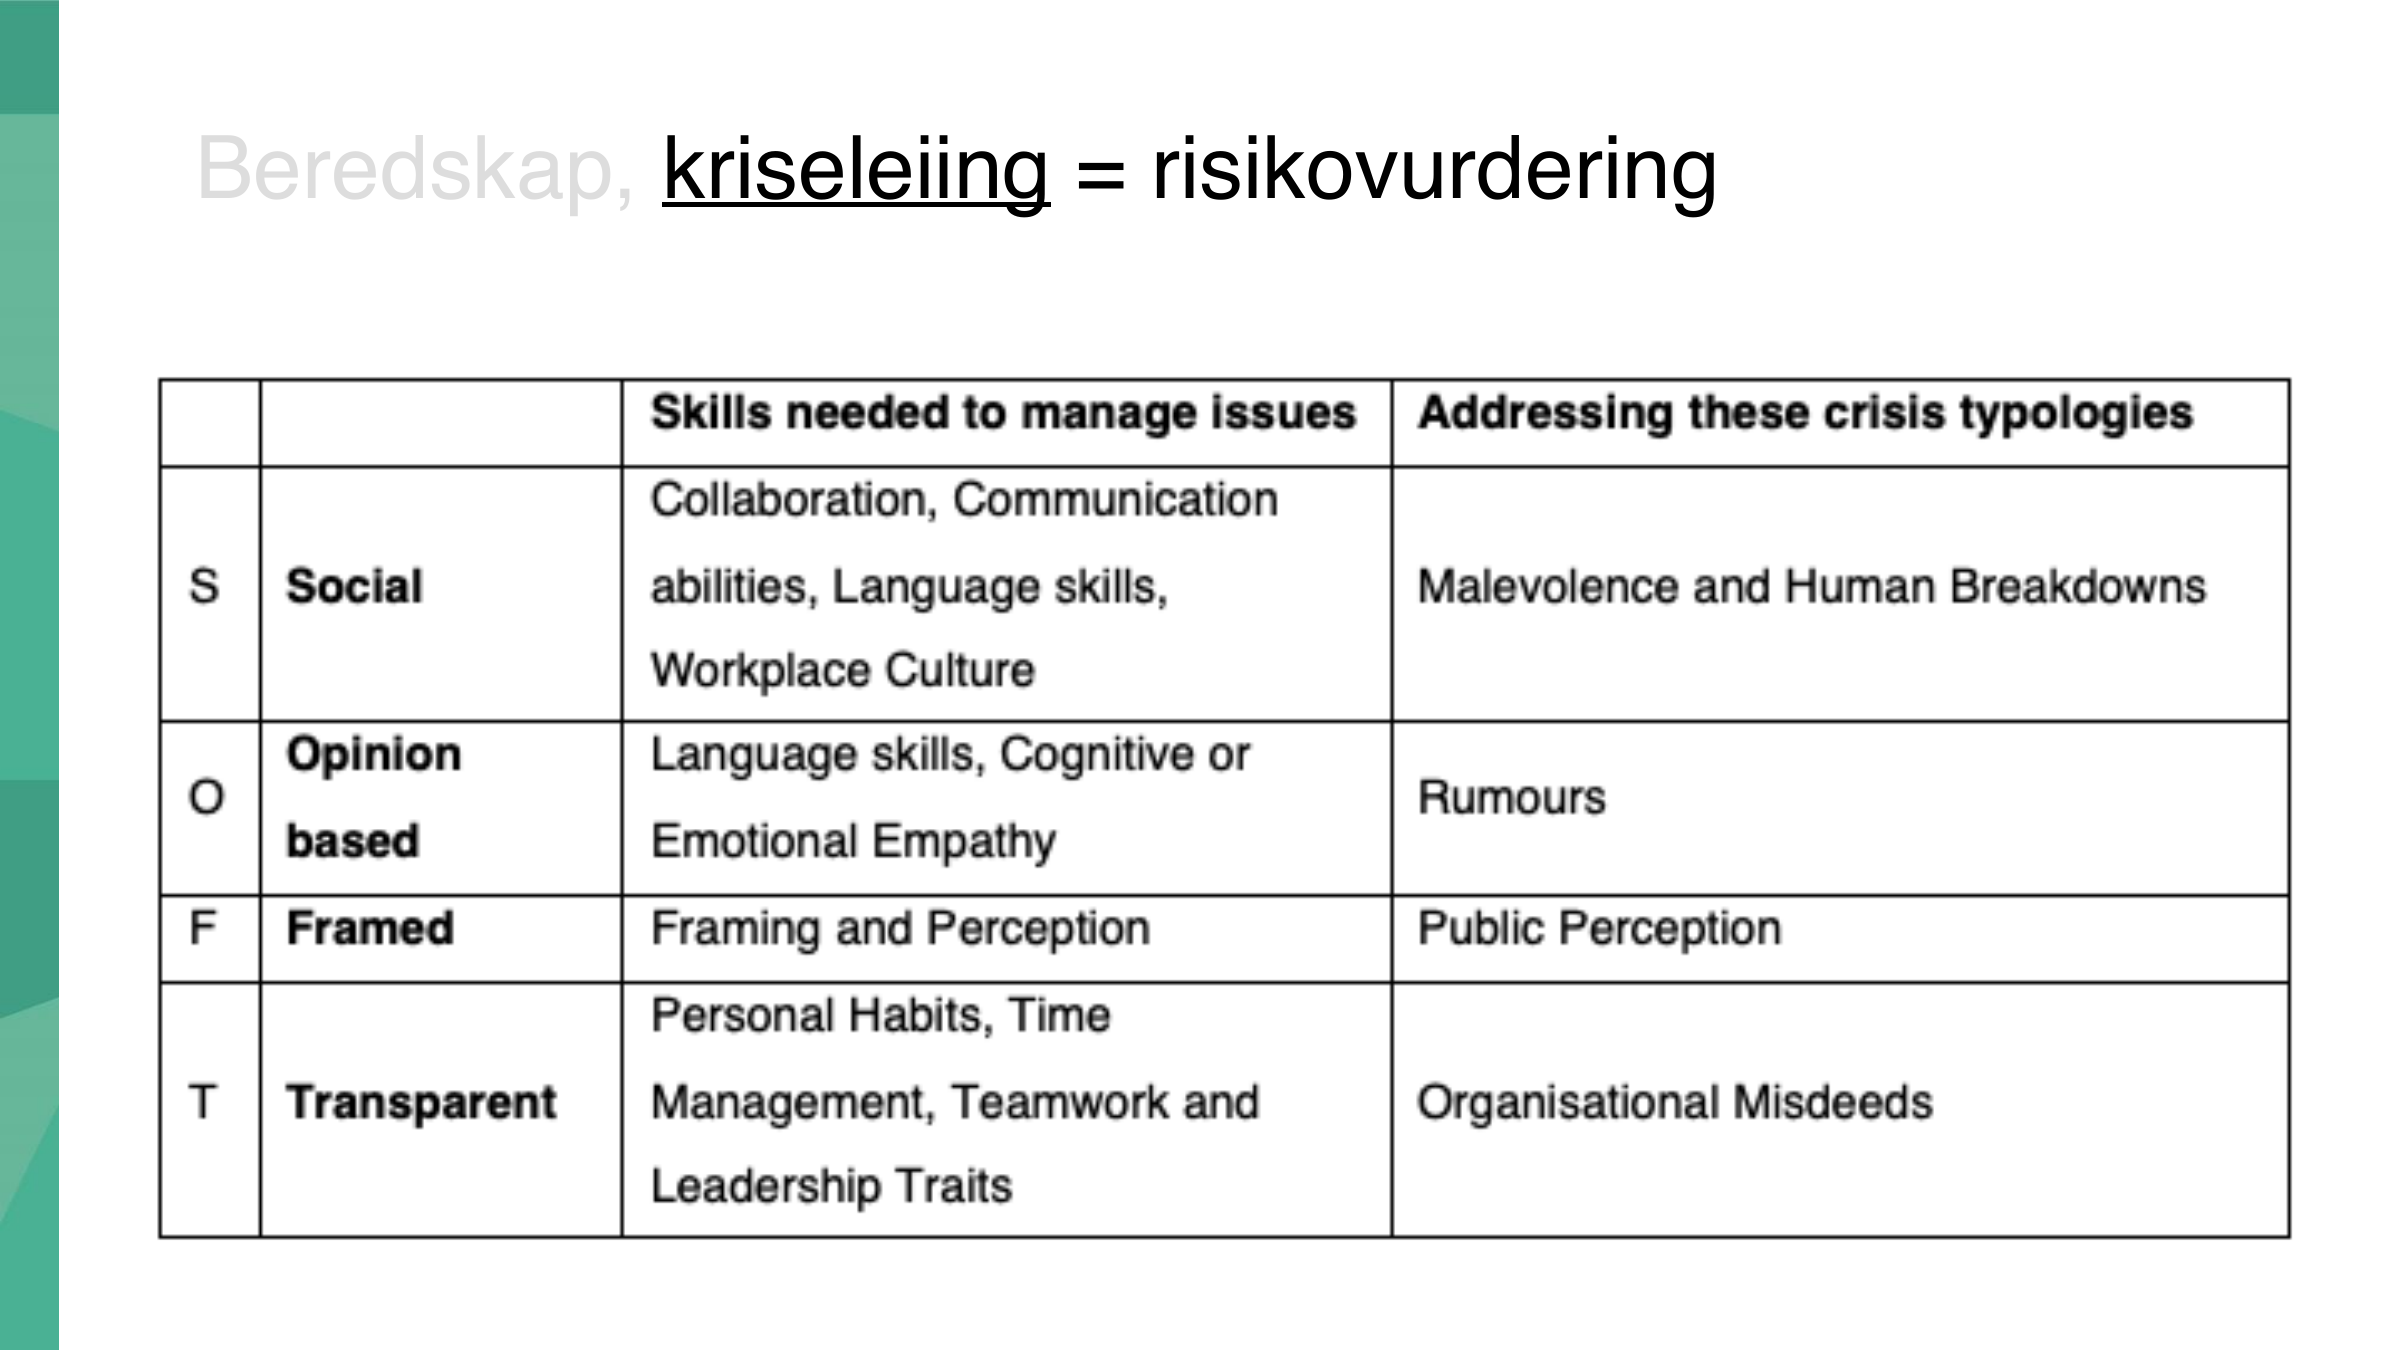 Beredskap, kriseleiing = risikovurdering
Skills needed to manage issues
Addressing these crisis typologies
S
Social
Collaboration, Communication
abilities, Language skills,
Workplace Culture
Malevolence and Human Breakdowns
O
Opinion
based
Language skills, Cognitive or
Emotional Empathy
Rumours
F
Framed
Framing and Perception
Public Perception
T
Transparent
Personal Habits, Time
Management, Teamwork and
Leadership Traits
Organisational Misdeeds